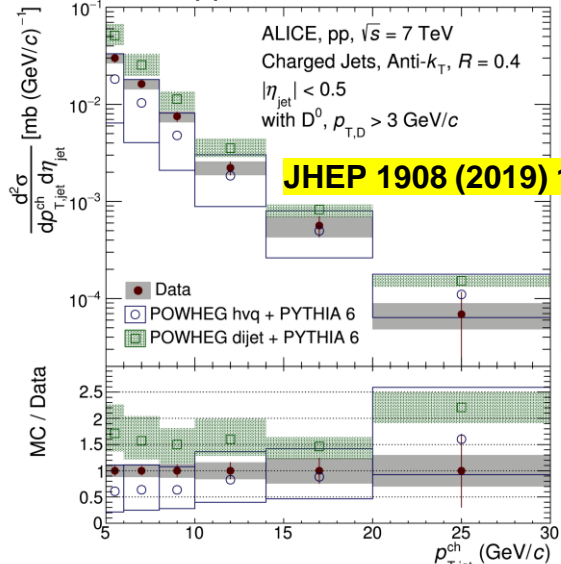 10⁻¹
ALICE, pp, √s = 7 TeV
Charged Jets, Anti-k_T, R = 0.4
|η_jet| < 0.5
with D⁰, p_T,D > 3 GeV/c
10⁻²
JHEP 1908 (2019) 1
10⁻³
10⁻⁴
d²σ / dp^ch_T,jet dη_jet [mb (GeV/c)⁻¹]
Data
POWHEG hvq + PYTHIA 6
POWHEG dijet + PYTHIA 6
MC / Data
2.5
2
1.5
1
0.5
0
5 10 15 20 25 30
p^ch_T,jet (GeV/c)